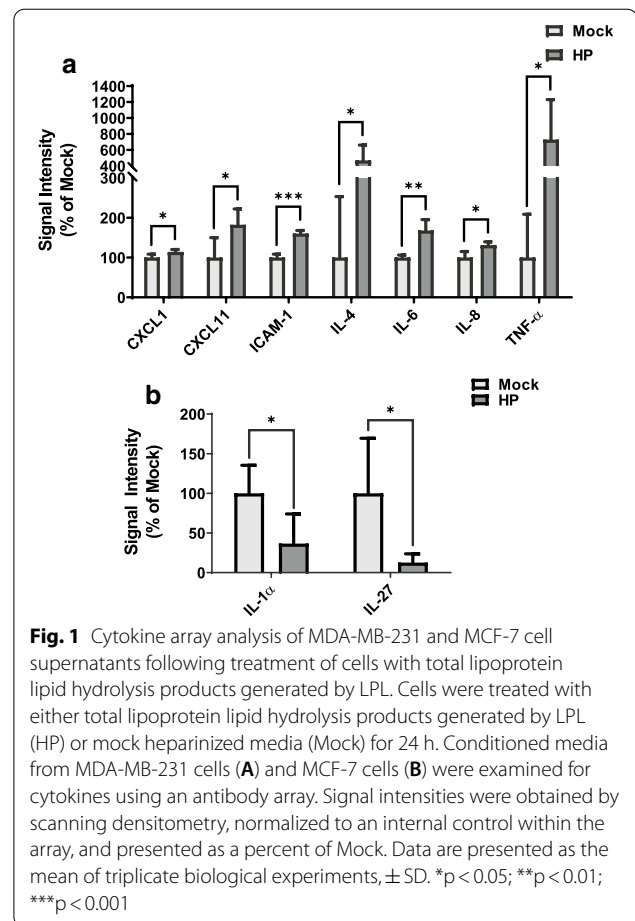 Mock
HP
a
Signal Intensity
(% of Mock)
1400
1200
1000
800
600
400
300
200
100
0
*
*
***
*
**
*
*
CXCL1
CXCL11
ICAM-1
IL-4
IL-6
IL-8
TNF-α
b
Mock
HP
Signal Intensity
(% of Mock)
200
150
100
50
0
*
*
IL-1α
IL-27
Fig. 1 Cytokine array analysis of MDA-MB-231 and MCF-7 cell
supernatants following treatment of cells with total lipoprotein
lipid hydrolysis products generated by LPL. Cells were treated with
either total lipoprotein lipid hydrolysis products generated by LPL
(HP) or mock heparinized media (Mock) for 24 h. Conditioned media
from MDA-MB-231 cells (A) and MCF-7 cells (B) were examined for
cytokines using an antibody array. Signal intensities were obtained by
scanning densitometry, normalized to an internal control within the
array, and presented as a percent of Mock. Data are presented as the
mean of triplicate biological experiments, ± SD. *p < 0.05; **p < 0.01;
***p < 0.001